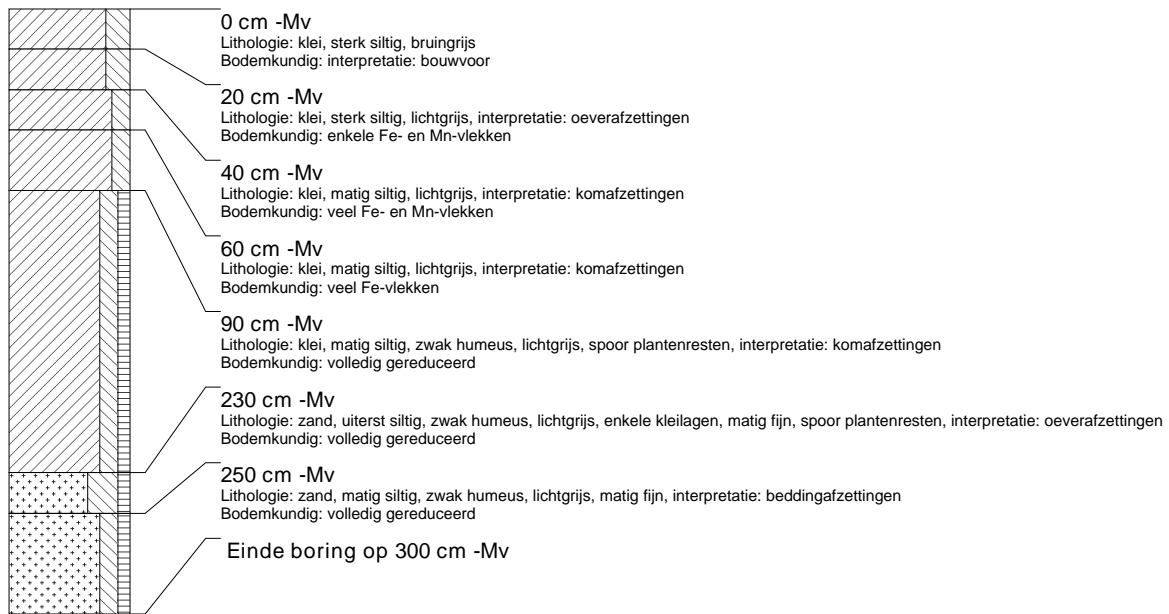 0 cm -Mv
Lithologie: klei, sterk siltig, bruingrijs
Bodemkundig: interpretatie: bouwvoor
20 cm -Mv
Lithologie: klei, sterk siltig, lichtgrijs, interpretatie: oeverafzettingen
Bodemkundig: enkele Fe- en Mn-vlekken
40 cm -Mv
Lithologie: klei, matig siltig, lichtgrijs, interpretatie: komafzettingen
Bodemkundig: veel Fe- en Mn-vlekken
60 cm -Mv
Lithologie: klei, matig siltig, lichtgrijs, interpretatie: komafzettingen
Bodemkundig: veel Fe-vlekken
90 cm -Mv
Lithologie: klei, matig siltig, zwak humeus, lichtgrijs, spoor plantenresten, interpretatie: komafzettingen
Bodemkundig: volledig gereduceerd
230 cm -Mv
Lithologie: zand, uiterst siltig, zwak humeus, lichtgrijs, enkele kleilagen, matig fijn, spoor plantenresten, interpretatie: oeverafzettingen
Bodemkundig: volledig gereduceerd
250 cm -Mv
Lithologie: zand, matig siltig, zwak humeus, lichtgrijs, matig fijn, interpretatie: beddingafzettingen
Bodemkundig: volledig gereduceerd
Einde boring op 300 cm -Mv